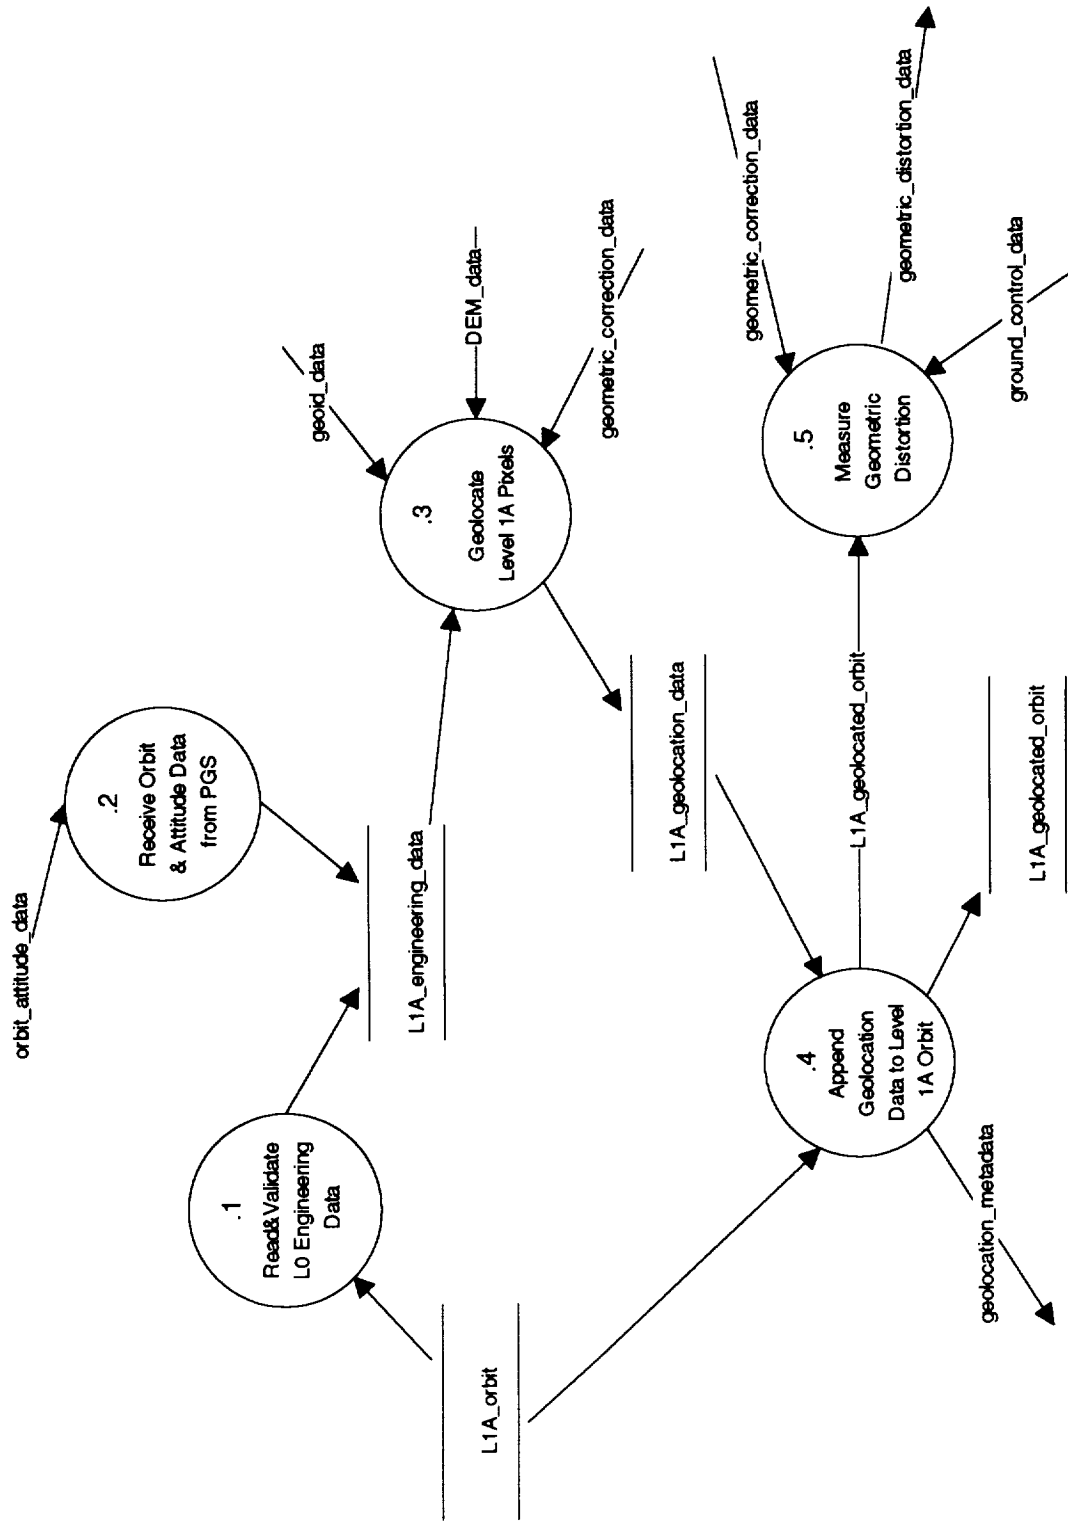 orbit_attitude_data
.2
Receive Orbit
& Attitude Data
from PGS
.1
Read&Validate
L0 Engineering
Data
L1A_engineering_data
geoid_data
DEM_data
geometric_correction_data
.3
Geolocate
Level 1A Pixels
L1A_orbit
L1A_geolocation_data
.4
Append
Geolocation
Data to Level
1A Orbit
L1A_geolocated_orbit
geometric_correction_data
.5
Measure
Geometric
Distortion
geometric_distortion_data
ground_control_data
geolocation_metadata
L1A_geolocated_orbit